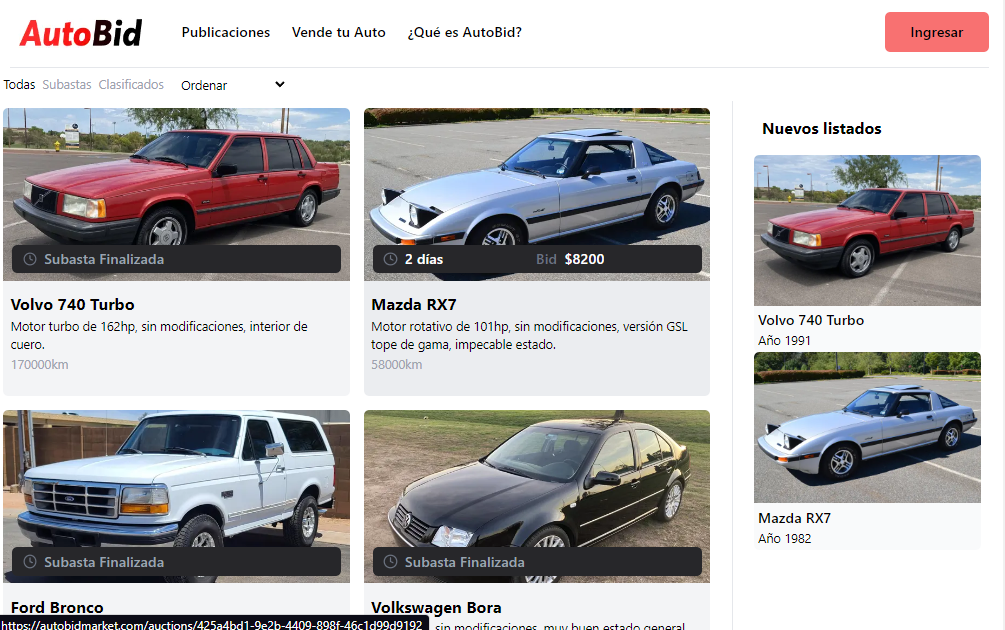 AutoBid
Publicaciones
Vende tu Auto
¿Qué es AutoBid?
Ingresar
Todas
Subastas
Clasificados
Ordenar
Subasta Finalizada
Volvo 740 Turbo
Motor turbo de 162hp, sin modificaciones, interior de
cuero.
170000km
2 días
Bid $8200
Mazda RX7
Motor rotativo de 101hp, sin modificaciones, versión GSL
tope de gama, impecable estado.
58000km
Subasta Finalizada
Ford Bronco
Subasta Finalizada
Volkswagen Bora
sin modificaciones, muy buen estado general
Nuevos listados
Volvo 740 Turbo
Año 1991
Mazda RX7
Año 1982
https://autobidmarket.com/auctions/425a4bd1-9e2b-4409-898f-46c1d99d9192